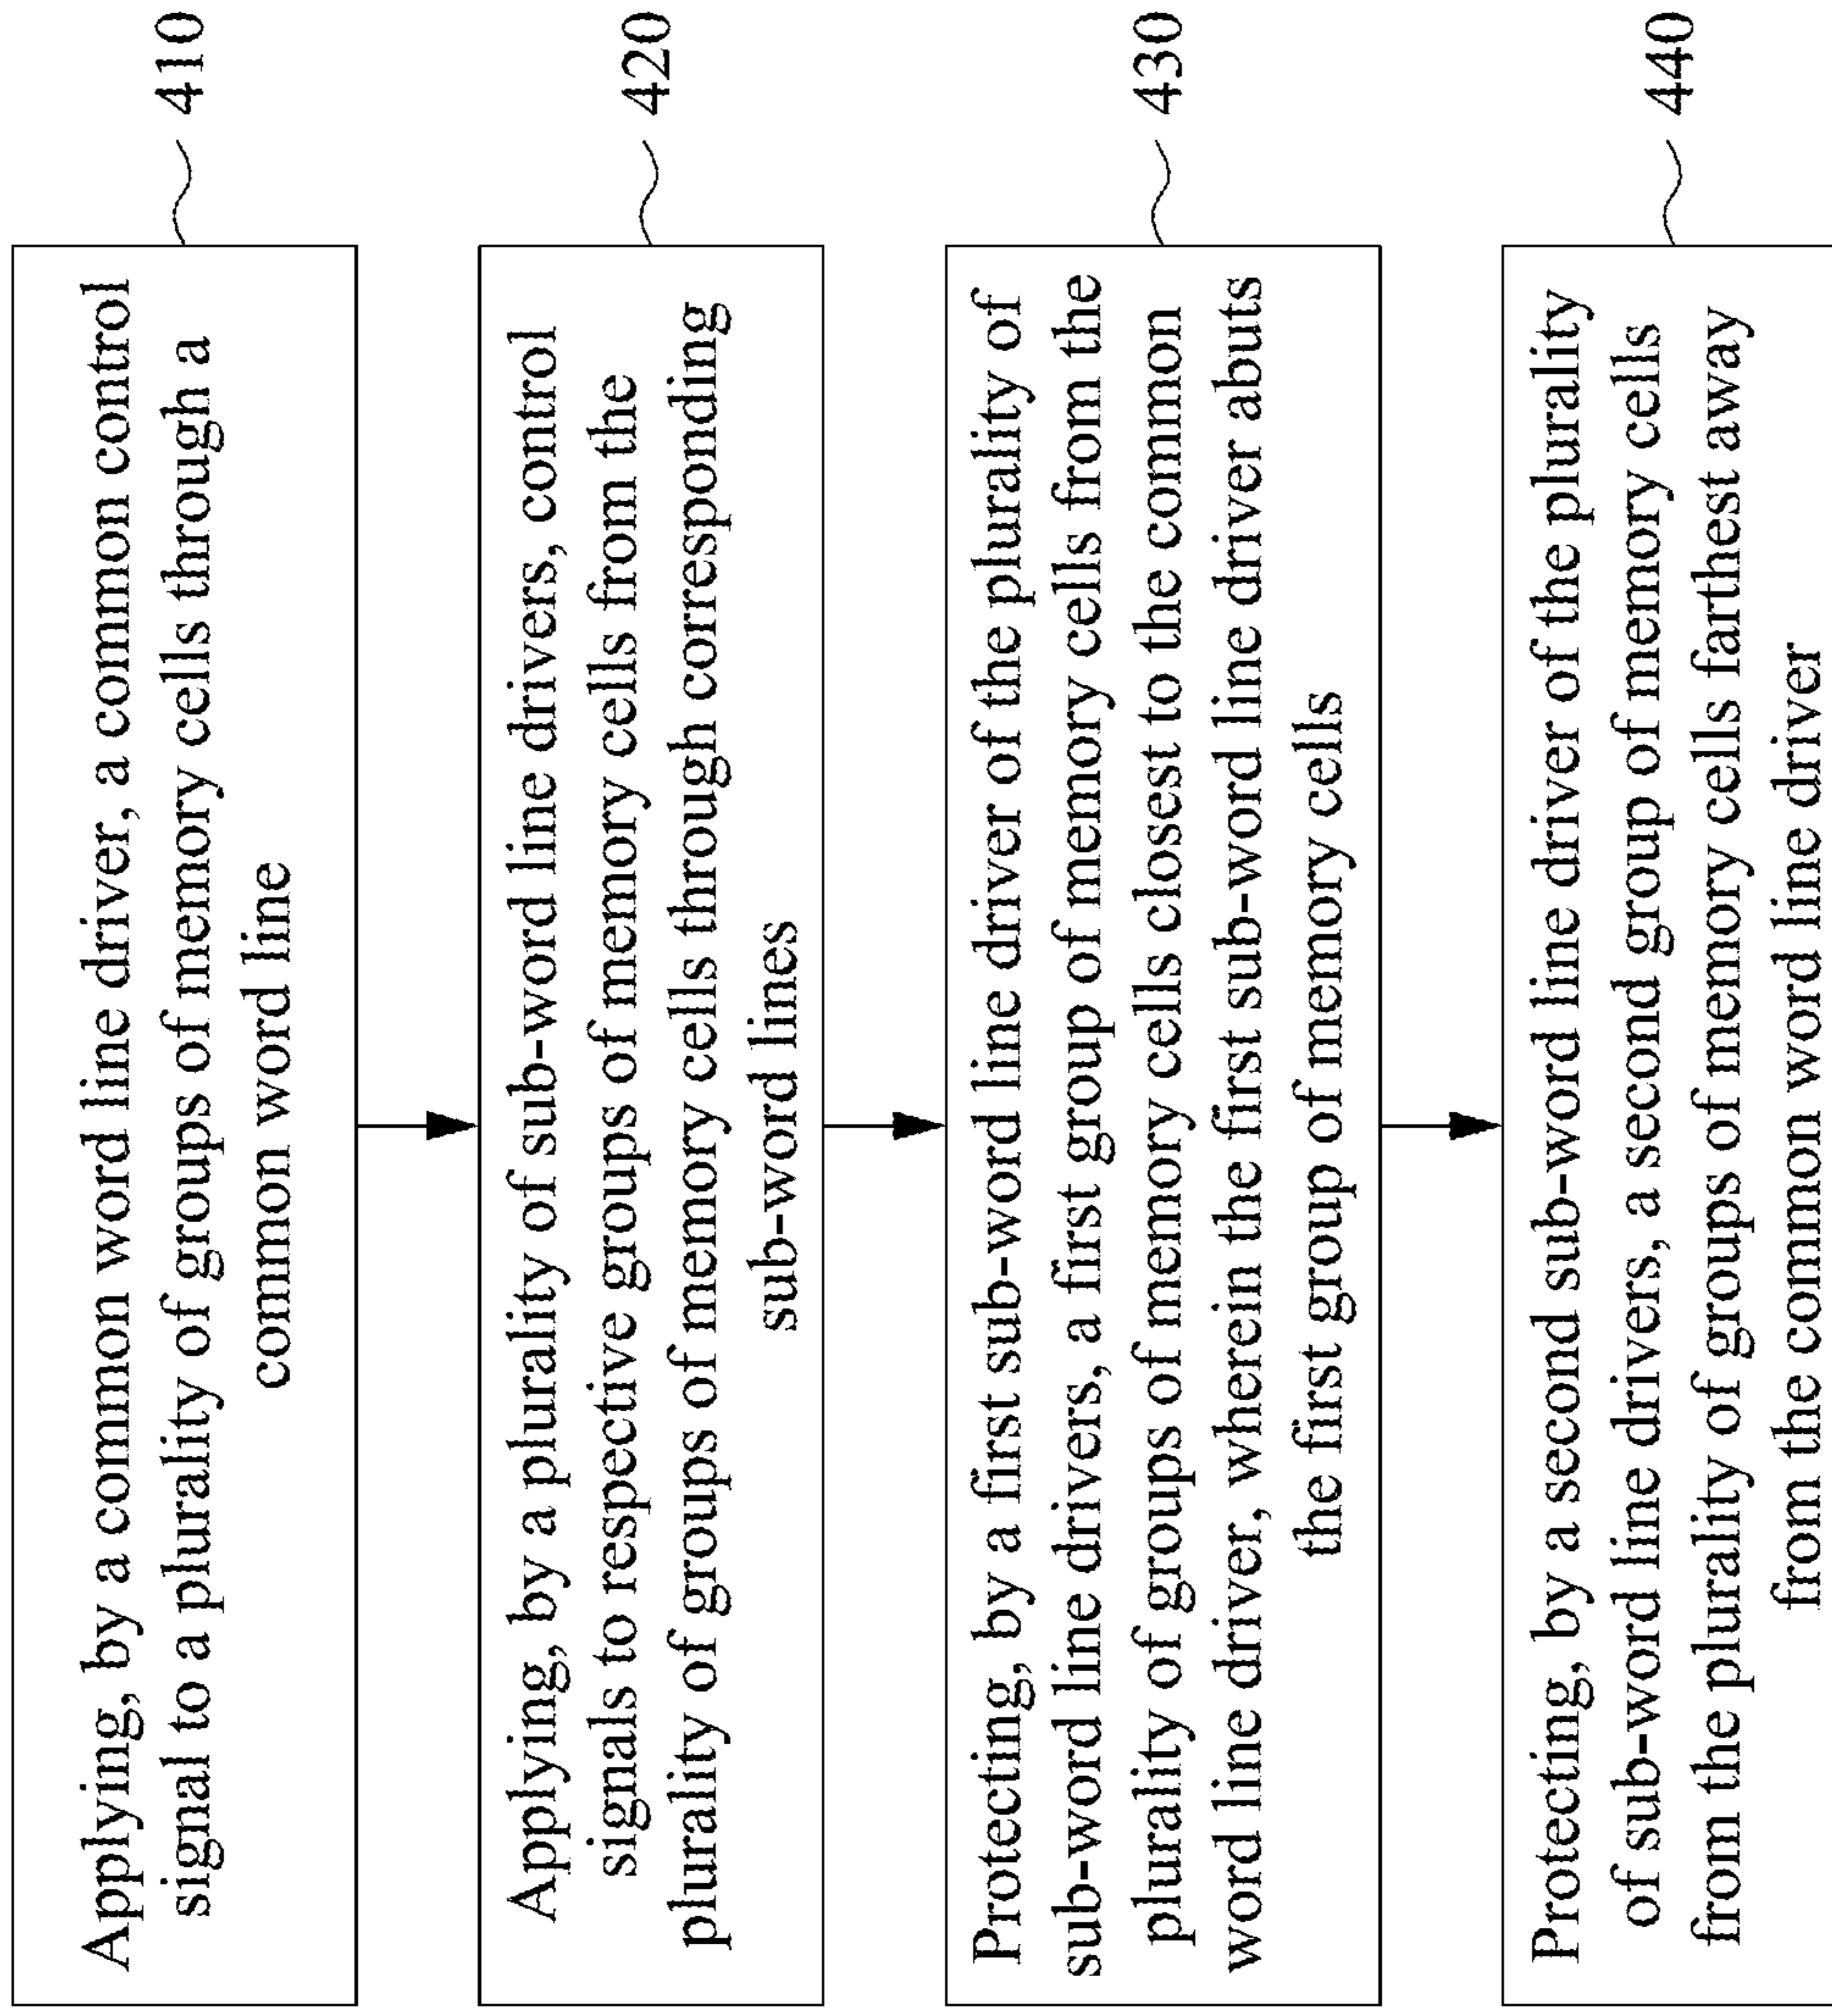 Applying, by a common word line driver, a common control
signal to a plurality of groups of memory cells through a
common word line
410
Applying, by a plurality of sub-word line drivers, control
signals to respective groups of memory cells from the
plurality of groups of memory cells through corresponding
sub-word lines
420
Protecting, by a first sub-word line driver of the plurality of
sub-word line drivers, a first group of memory cells from the
plurality of groups of memory cells closest to the common
word line driver, wherein the first sub-word line driver abuts
the first group of memory cells
430
Protecting, by a second sub-word line driver of the plurality
of sub-word line drivers, a second group of memory cells
from the plurality of groups of memory cells farthest away
from the common word line driver
440